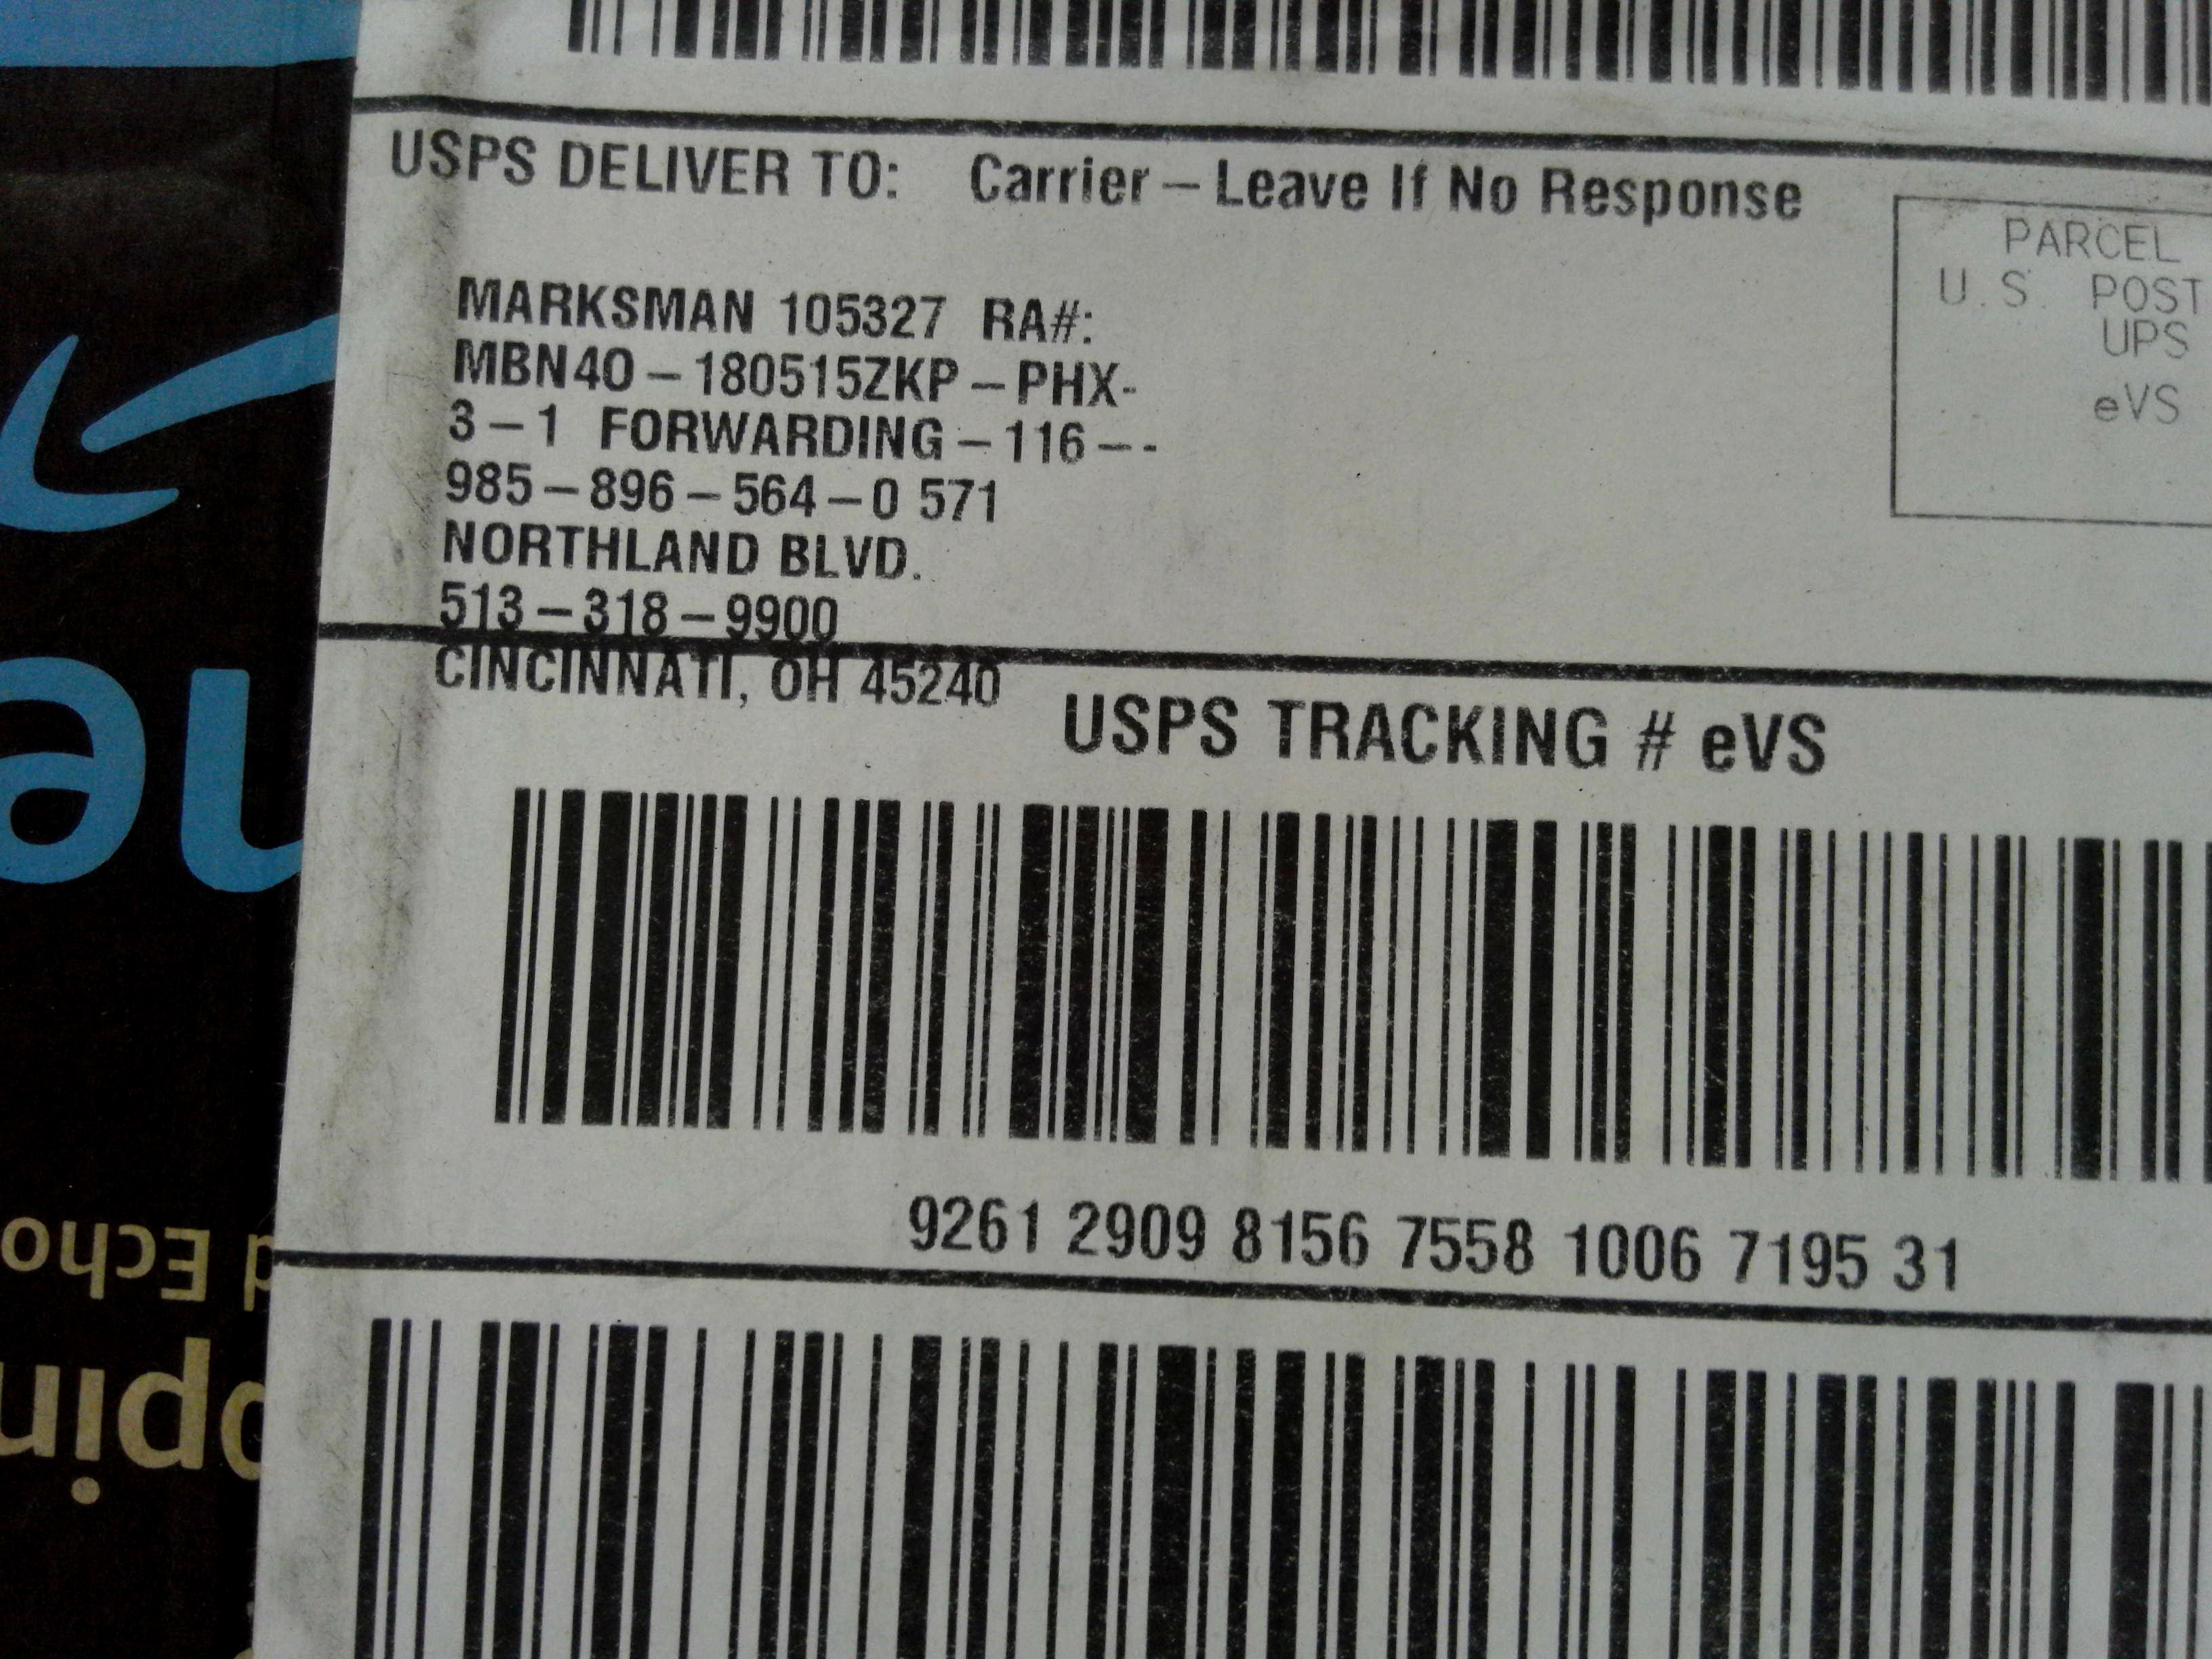 USPS DELIVER TO: Carrier – Leave If No Response
PARCEL
U.S. POST
UPS
eVS
MARKSMAN 105327 RA#:
MBN40 – 180515ZKP – PHX-
3 – 1 FORWARDING – 116 – -
985 – 896 – 564 – 0 571
NORTHLAND BLVD.
513 – 318 – 9900
CINCINNATI, OH 45240
USPS TRACKING # eVS
9261 2909 8156 7558 1006 7195 31
d Echo